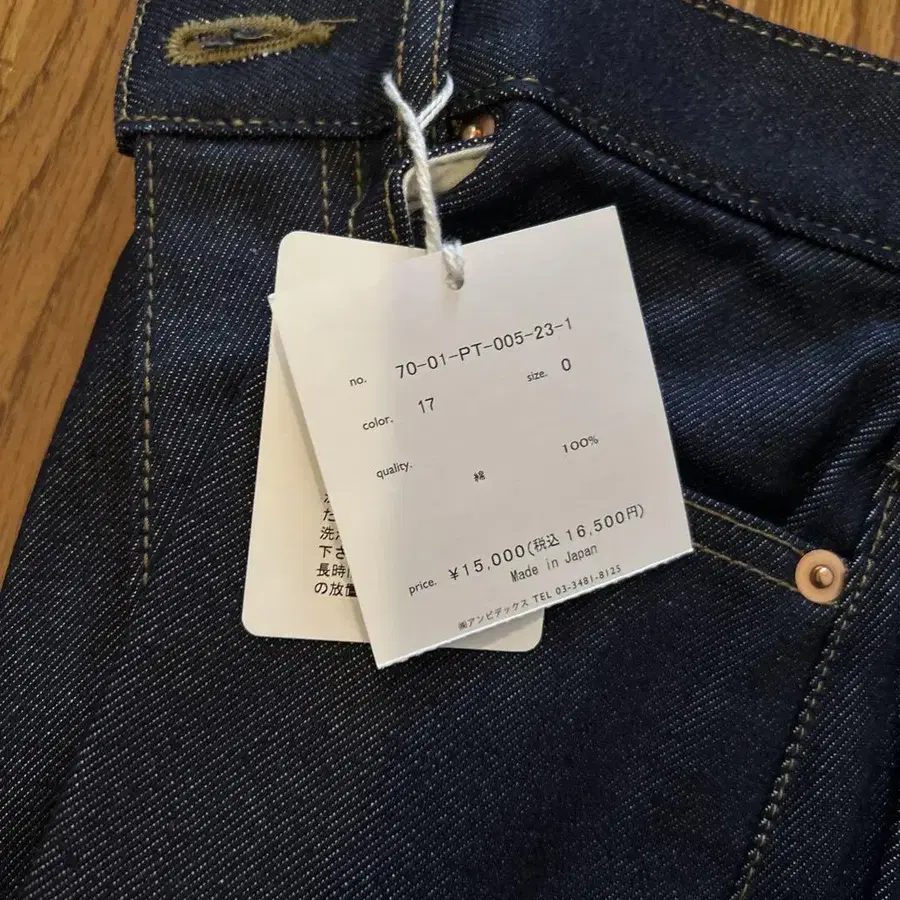 no. 70-01-PT-005-23-1
color. 17 size. 0
quality.
綿 100%
price. ¥15,000(税込 16,500円)
Made in Japan
㈱アンビデックス TEL 03-3481-8125
た
洗
下さ
長時
の放置